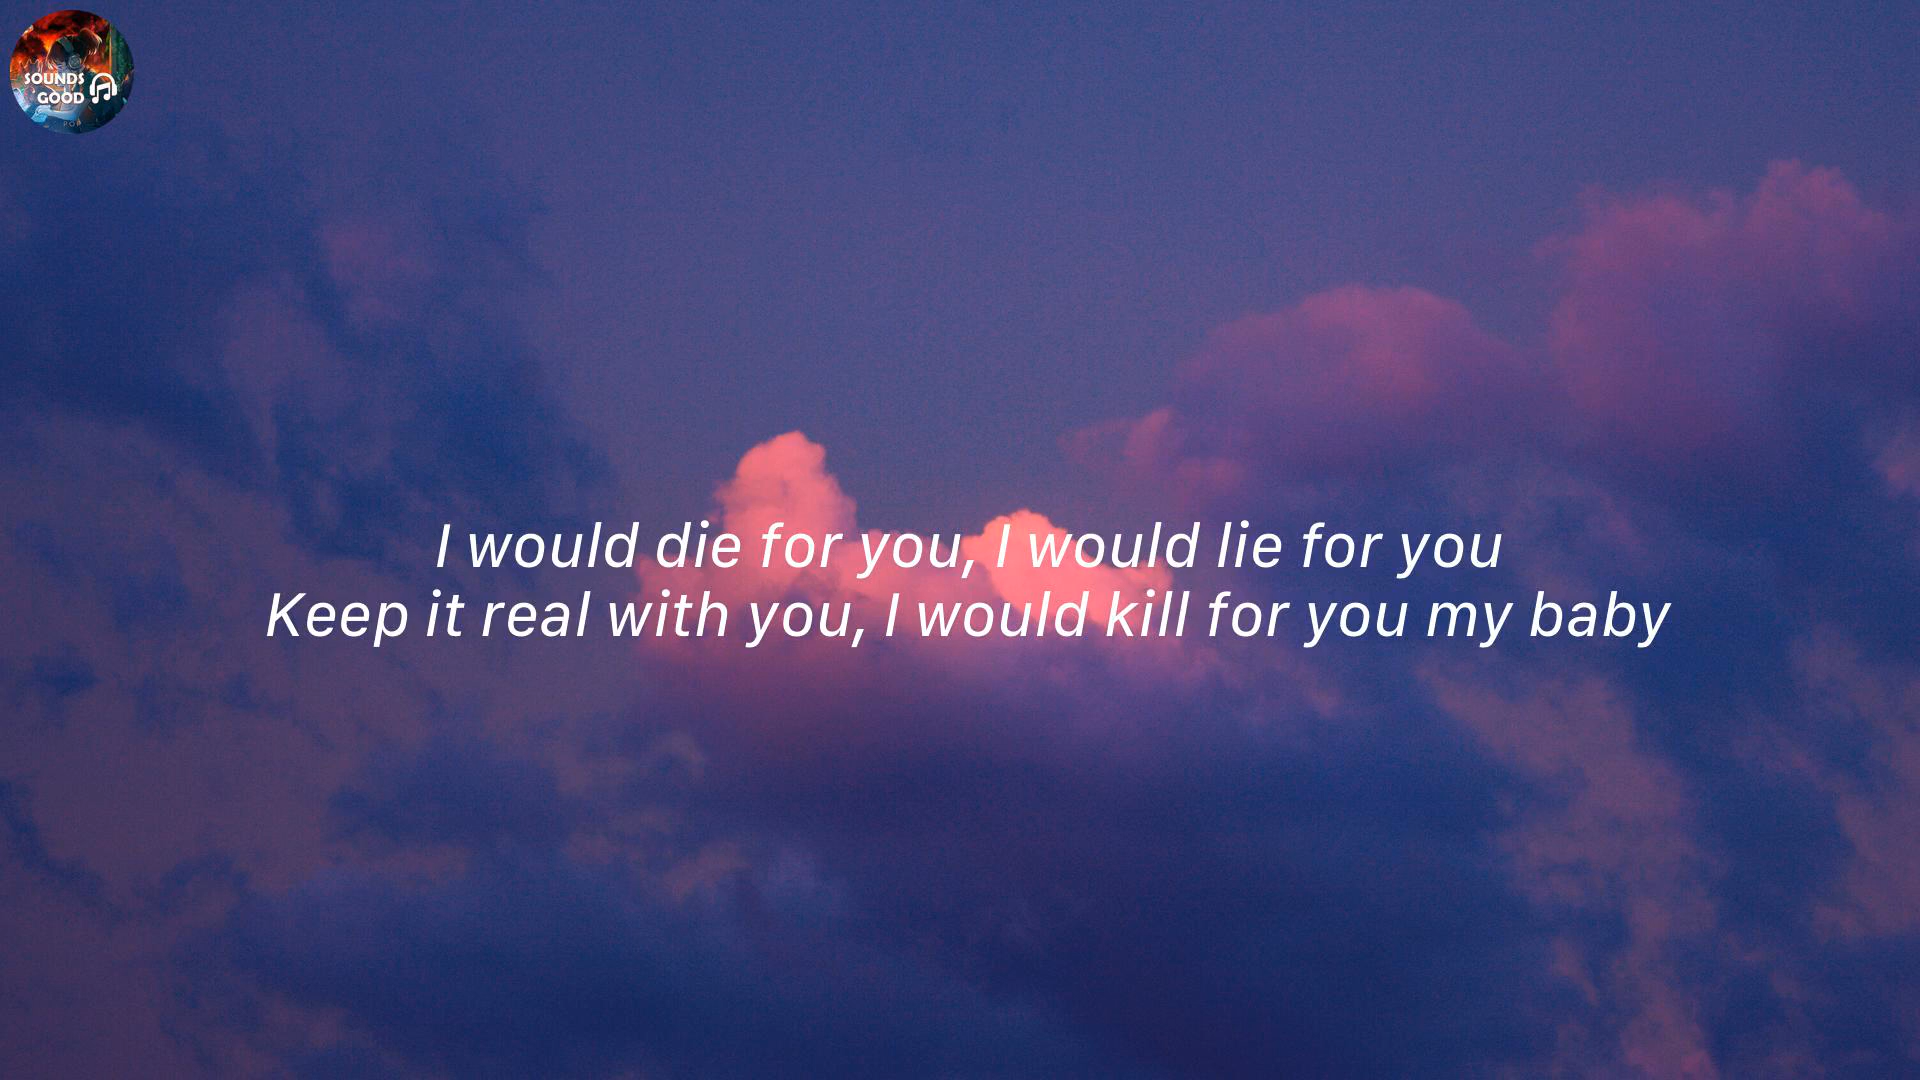 SOUNDS
GOOD
POP
I would die for you, I would lie for you
Keep it real with you, I would kill for you my baby